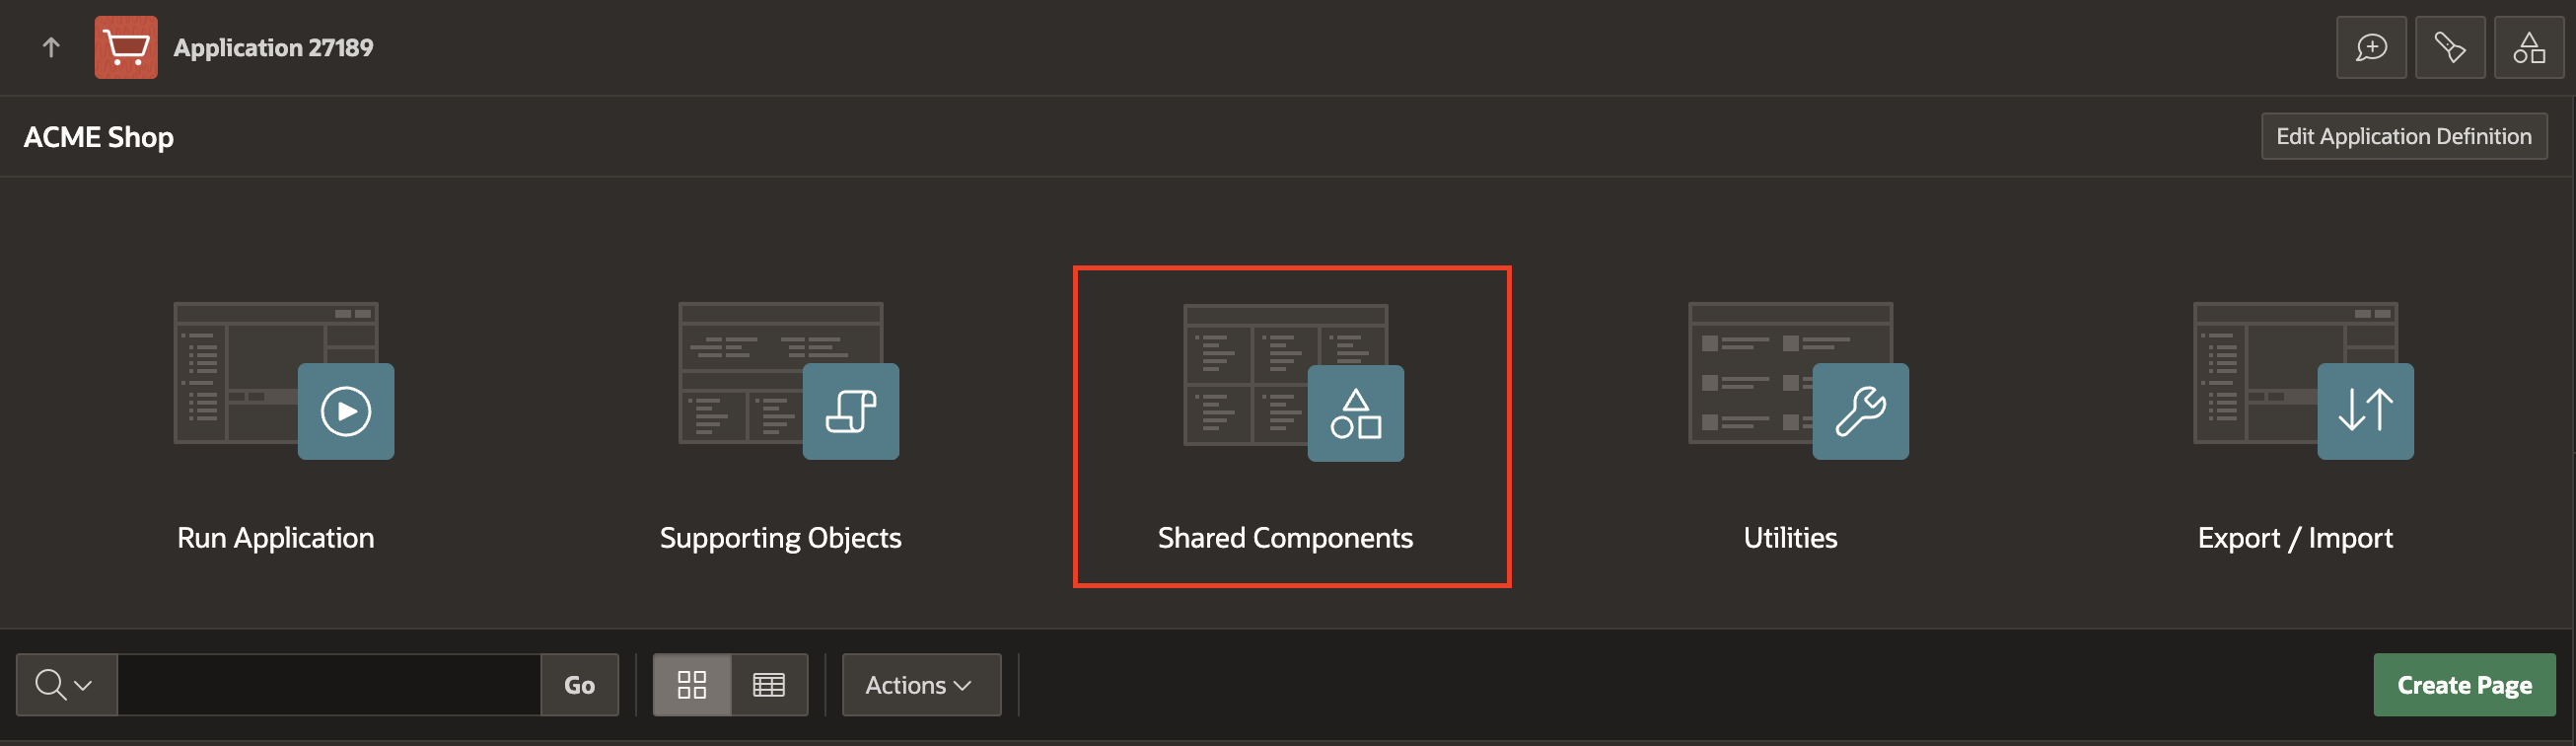 Application 27189
ACME Shop
Edit Application Definition
Run Application
Supporting Objects
Shared Components
Utilities
Export / Import
Go
Actions
Create Page